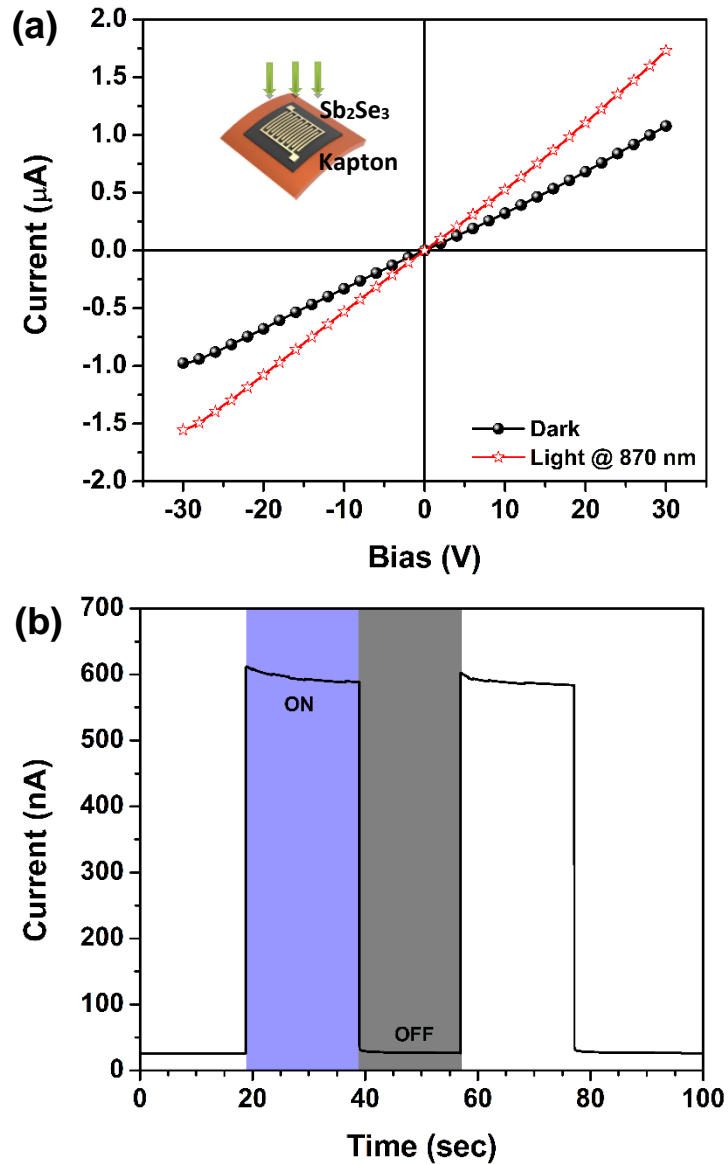 (a)
2.0
1.5
1.0
0.5
0.0
-0.5
-1.0
-1.5
-2.0
Current (μA)
Sb₂Se₃
Kapton
Dark
Light @ 870 nm
-30 -20 -10 0 10 20 30
Bias (V)
(b)
700
600
500
400
300
200
100
0
Current (nA)
ON
OFF
0 20 40 60 80 100
Time (sec)